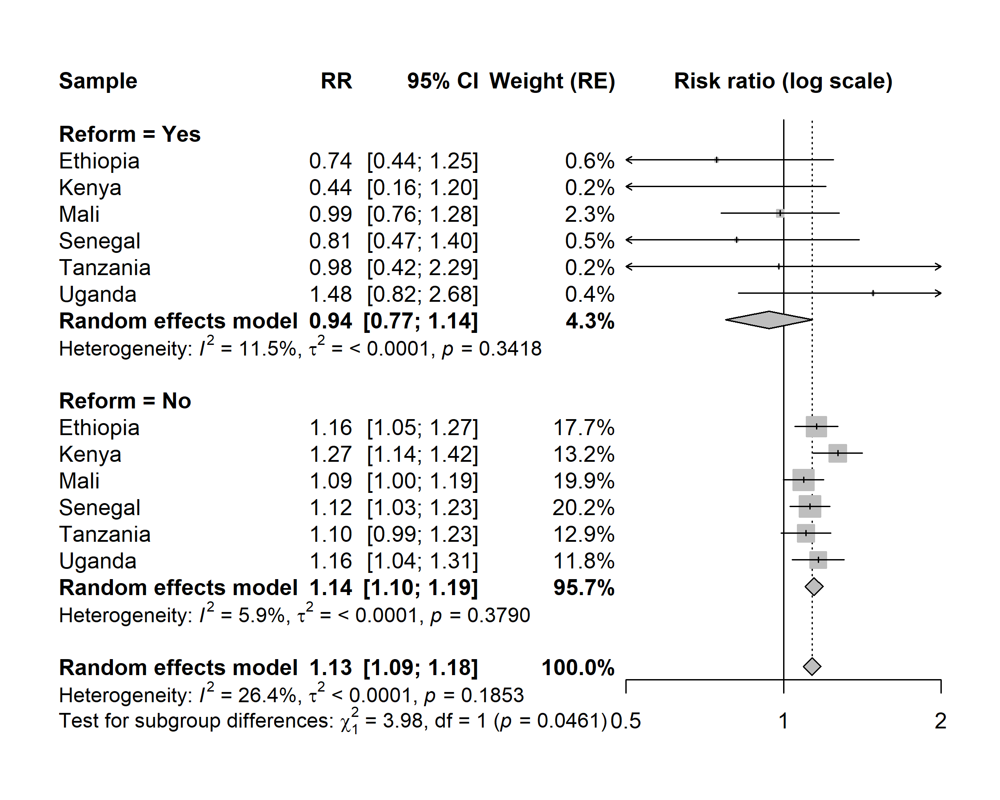 Sample RR 95% CI Weight (RE) Risk ratio (log scale)
Reform = Yes
Ethiopia 0.74 [0.44; 1.25] 0.6%
Kenya 0.44 [0.16; 1.20] 0.2%
Mali 0.99 [0.76; 1.28] 2.3%
Senegal 0.81 [0.47; 1.40] 0.5%
Tanzania 0.98 [0.42; 2.29] 0.2%
Uganda 1.48 [0.82; 2.68] 0.4%
Random effects model 0.94 [0.77; 1.14] 4.3%
Heterogeneity: I² = 11.5%, τ² = < 0.0001, p = 0.3418
Reform = No
Ethiopia 1.16 [1.05; 1.27] 17.7%
Kenya 1.27 [1.14; 1.42] 13.2%
Mali 1.09 [1.00; 1.19] 19.9%
Senegal 1.12 [1.03; 1.23] 20.2%
Tanzania 1.10 [0.99; 1.23] 12.9%
Uganda 1.16 [1.04; 1.31] 11.8%
Random effects model 1.14 [1.10; 1.19] 95.7%
Heterogeneity: I² = 5.9%, τ² = < 0.0001, p = 0.3790
Random effects model 1.13 [1.09; 1.18] 100.0%
Heterogeneity: I² = 26.4%, τ² < 0.0001, p = 0.1853
Test for subgroup differences: χ²₁ = 3.98, df = 1 (p = 0.0461) 0.5 1 2